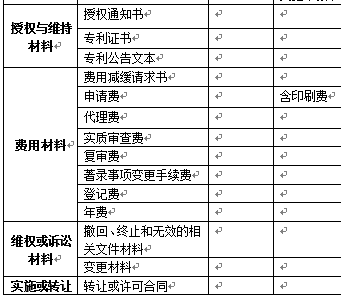 授权与维持
材料
授权通知书
专利证书
专利公告文本
费用材料
费用减缓请求书
申请费
含印刷费
代理费
实质审查费
复审费
著录事项变更手续费
登记费
年费
维权或诉讼
材料
撤回、终止和无效的相
关文件材料
变更材料
实施或转让
转让或许可合同